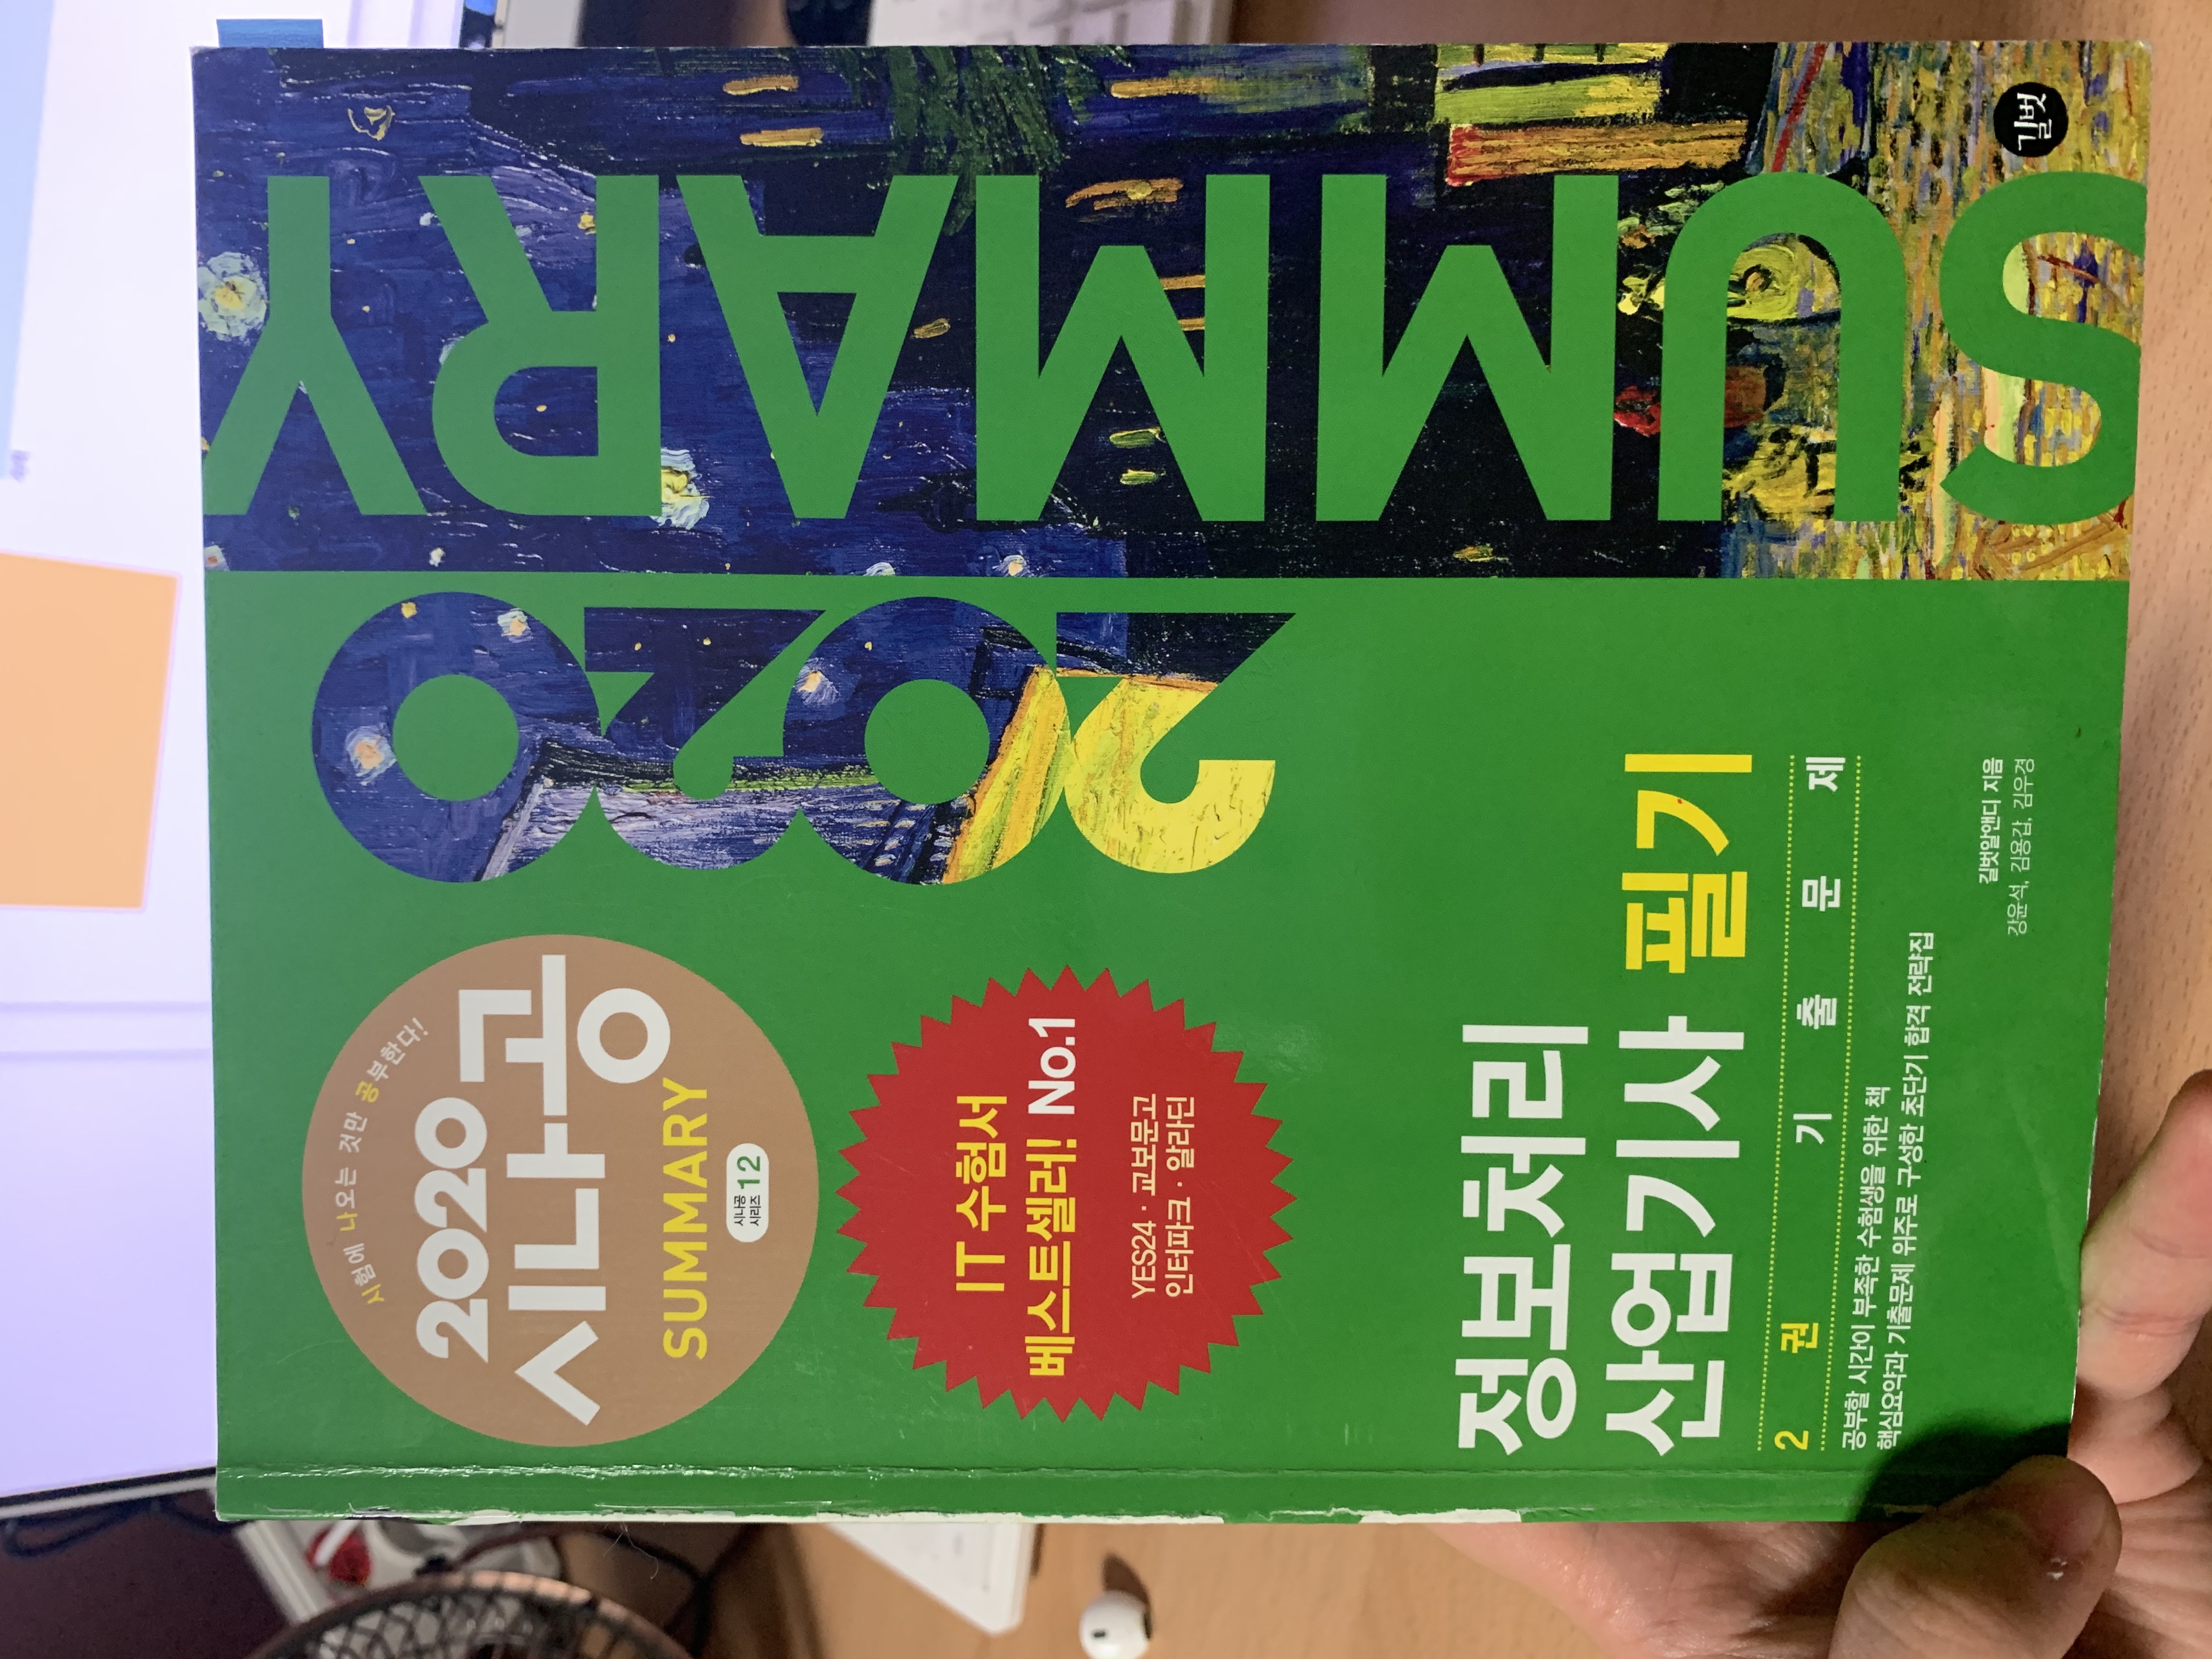 시험에 나오는 것만 공부한다!
2020
시나공
SUMMARY
시나공
시리즈 12
IT 수험서
베스트셀러! No.1
YES24 · 교보문고
인터파크 · 알라딘
2020
SUMMARY
정보처리
산업기사 필기
2권 기출문제
공부할 시간이 부족한 수험생을 위한 책
핵심요약과 기출문제 위주로 구성한 초단기 합격 전략집
길벗알앤디 지음
강윤석, 김용갑, 김우경
길벗